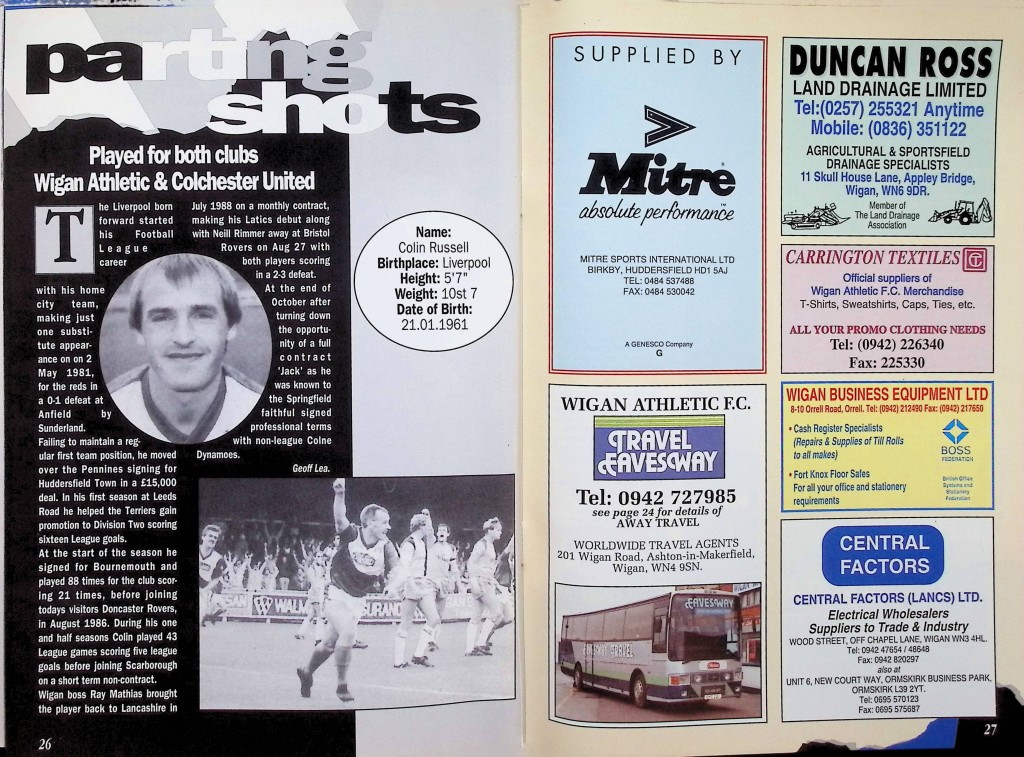 parting
shots
Played for both clubs
Wigan Athletic & Colchester United
The Liverpool born
forward started
his Football
League
career
with his home
city team,
making just
one substi-
tute appear-
ance on on 2
May 1981,
for the reds in
a 0-1 defeat at
Anfield by
Sunderland.
Failing to maintain a reg-
ular first team position, he moved
over the Pennines signing for
Huddersfield Town in a £15,000
deal. In his first season at Leeds
Road he helped the Terriers gain
promotion to Division Two scoring
sixteen League goals.
At the start of the season he
signed for Bournemouth and
played 88 times for the club scor-
ing 21 times, before joining
todays visitors Doncaster Rovers,
in August 1986. During his one
and half seasons Colin played 43
League games scoring five league
goals before joining Scarborough
on a short term non-contract.
Wigan boss Ray Mathias brought
the player back to Lancashire in
July 1988 on a monthly contract,
making his Latics debut along
with Neill Rimmer away at Bristol
Rovers on Aug 27 with
both players scoring
in a 2-3 defeat.
At the end of
October after
turning down
the opportu-
nity of a full
contract
'Jack' as he
was known to
the Springfield
faithful signed
professional terms
with non-league Colne
Dynamoes.
Geoff Lea.
Name:
Colin Russell
Birthplace: Liverpool
Height: 5'7"
Weight: 10st 7
Date of Birth:
21.01.1961
26
SUPPLIED BY
Mitre
absolute performance
MITRE SPORTS INTERNATIONAL LTD
BIRKBY, HUDDERSFIELD HD1 5AJ
TEL: 0484 537488
FAX: 0484 530042
A GENESCO Company
G
WIGAN ATHLETIC F.C.
TRAVEL
EAVESWAY
Tel: 0942 727985
see page 24 for details of
AWAY TRAVEL
WORLDWIDE TRAVEL AGENTS
201 Wigan Road, Ashton-in-Makerfield,
Wigan, WN4 9SN.
EAVESWAY
EAVESWAY TRAVEL
DUNCAN ROSS
LAND DRAINAGE LIMITED
Tel:(0257) 255321 Anytime
Mobile: (0836) 351122
AGRICULTURAL & SPORTSFIELD
DRAINAGE SPECIALISTS
11 Skull House Lane, Appley Bridge,
Wigan, WN6 9DR.
Member of
The Land Drainage
Association
CARRINGTON TEXTILES
Official suppliers of
Wigan Athletic F.C. Merchandise
T-Shirts, Sweatshirts, Caps, Ties, etc.
ALL YOUR PROMO CLOTHING NEEDS
Tel: (0942) 226340
Fax: 225330
WIGAN BUSINESS EQUIPMENT LTD
8-10 Orrell Road, Orrell. Tel: (0942) 212490 Fax: (0942) 217650
• Cash Register Specialists
(Repairs & Supplies of Till Rolls
to all makes)
• Fort Knox Floor Safes
For all your office and stationery
requirements
BOSS
FEDERATION
British Office
Systems and
Stationery
Federation
CENTRAL
FACTORS
CENTRAL FACTORS (LANCS) LTD.
Electrical Wholesalers
Suppliers to Trade & Industry
WOOD STREET, OFF CHAPEL LANE, WIGAN WN3 4HL.
Tel: 0942 47654 / 48648
Fax: 0942 820297
also at
UNIT 6, NEW COURT WAY, ORMSKIRK BUSINESS PARK,
ORMSKIRK L39 2YT.
Tel: 0695 570123
Fax: 0695 575687
27